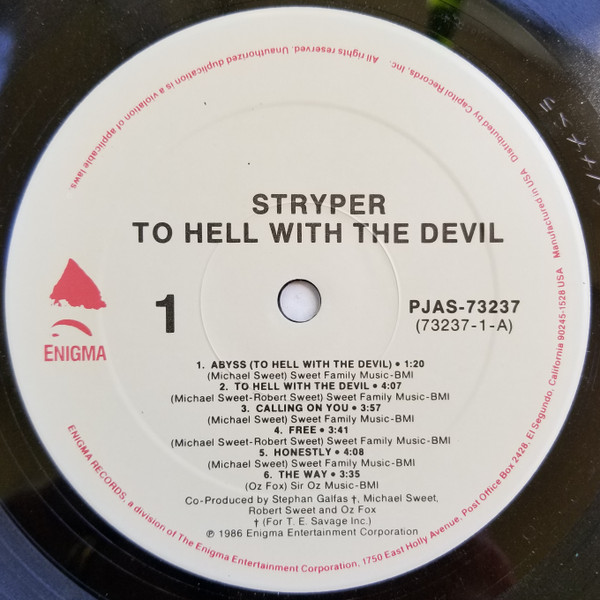 STRYPER
TO HELL WITH THE DEVIL
1
PJAS-73237
(73237-1-A)
ENIGMA
1. ABYSS (TO HELL WITH THE DEVIL) • 1:20
(Michael Sweet) Sweet Family Music-BMI
2. TO HELL WITH THE DEVIL • 4:07
(Michael Sweet-Robert Sweet) Sweet Family Music-BMI
3. CALLING ON YOU • 3:57
(Michael Sweet) Sweet Family Music-BMI
4. FREE • 3:41
(Michael Sweet-Robert Sweet) Sweet Family Music-BMI
5. HONESTLY • 4:08
(Michael Sweet) Sweet Family Music-BMI
6. THE WAY • 3:35
(Oz Fox) Sir Oz Music-BMI
Co-Produced by Stephan Galfas †, Michael Sweet,
Robert Sweet and Oz Fox
† (For T. E. Savage Inc.)
℗ 1986 Enigma Entertainment Corporation
ENIGMA RECORDS, a division of The Enigma Entertainment Corporation, 1750 East Holly Avenue, Post Office Box 2428, El Segundo, California 90245-1528 USA Manufactured in USA Distributed by Capitol Records, Inc. All rights reserved. Unauthorized duplication is a violation of applicable laws.